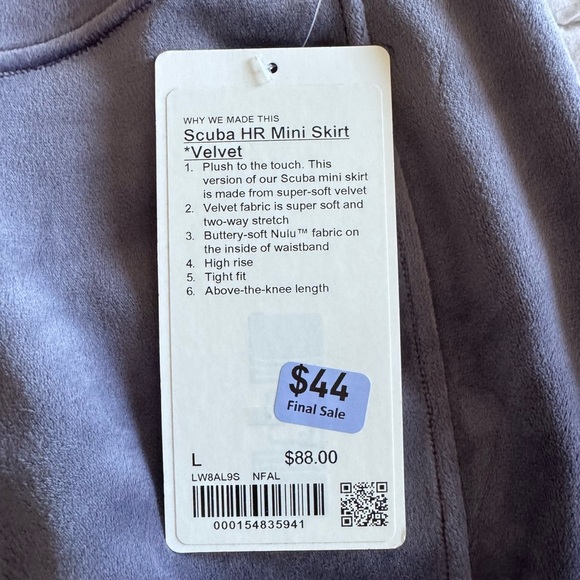 WHY WE MADE THIS
Scuba HR Mini Skirt
*Velvet
1. Plush to the touch. This
version of our Scuba mini skirt
is made from super-soft velvet
2. Velvet fabric is super soft and
two-way stretch
3. Buttery-soft Nulu™ fabric on
the inside of waistband
4. High rise
5. Tight fit
6. Above-the-knee length
$44
Final Sale
L $88.00
LW8AL9S NFAL
000154835941